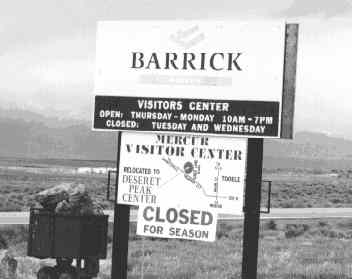 BARRICK
VISITORS CENTER
OPEN: THURSDAY - MONDAY 10AM - 7PM
CLOSED: TUESDAY AND WEDNESDAY
MERCUR
VISITOR CENTER
RELOCATED TO
DESERET
PEAK
CENTER
TOOELE
CLOSED
FOR SEASON